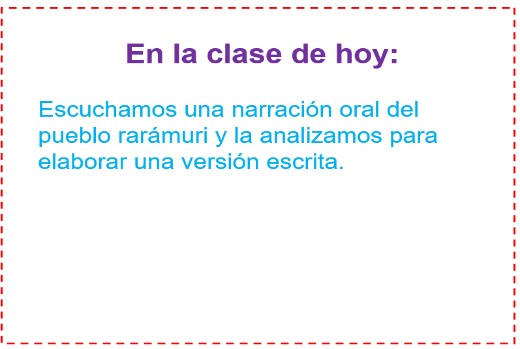 En la clase de hoy:
Escuchamos una narración oral del
pueblo rarámuri y la analizamos para
elaborar una versión escrita.